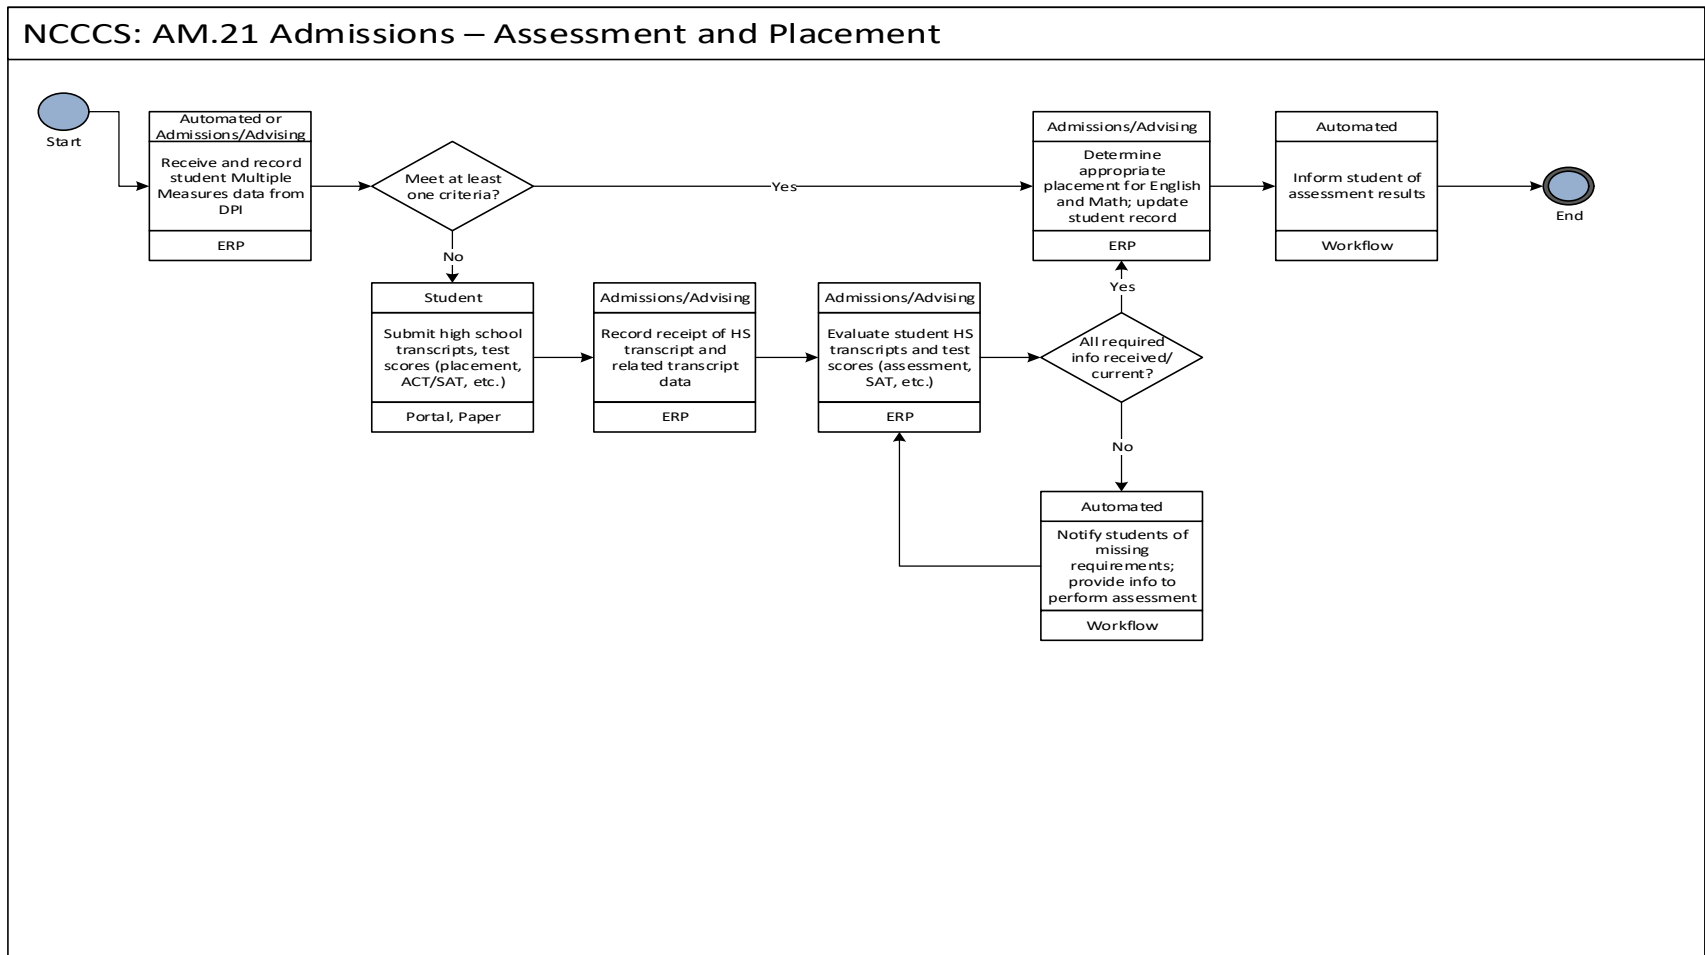 NCCCS: AM.21 Admissions – Assessment and Placement
Start
Automated or
Admissions/Advising
Receive and record
student Multiple
Measures data from
DPI
ERP
Meet at least
one criteria?
Yes
No
Admissions/Advising
Determine
appropriate
placement for English
and Math; update
student record
ERP
Automated
Inform student of
assessment results
Workflow
End
Student
Submit high school
transcripts, test
scores (placement,
ACT/SAT, etc.)
Portal, Paper
Admissions/Advising
Record receipt of HS
transcript and
related transcript
data
ERP
Admissions/Advising
Evaluate student HS
transcripts and test
scores (assessment,
SAT, etc.)
ERP
All required
info received/
current?
Yes
No
Automated
Notify students of
missing
requirements;
provide info to
perform assessment
Workflow